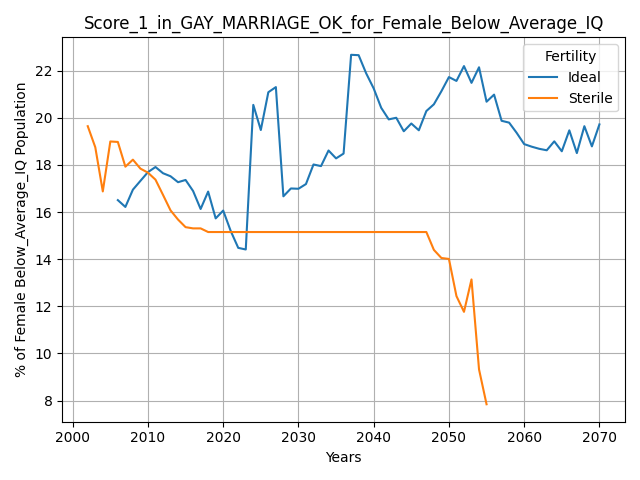 Score_1_in_GAY_MARRIAGE_OK_for_Female_Below_Average_IQ
Fertility
Ideal
Sterile
% of Female Below_Average_IQ Population
22
20
18
16
14
12
10
8
2000 2010 2020 2030 2040 2050 2060 2070
Years